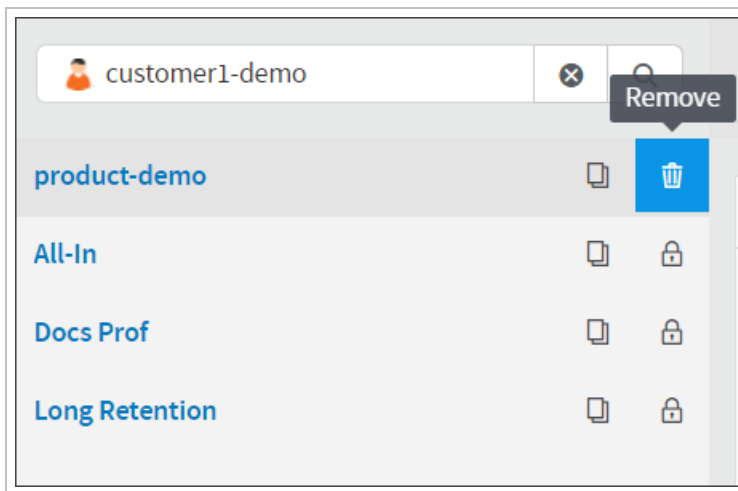 customer1-demo
Remove
product-demo
All-In
Docs Prof
Long Retention